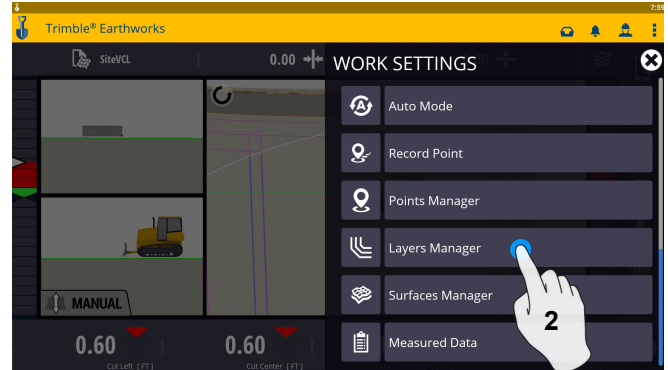 7:59
Trimble® Earthworks
SiteVCL
0.00
WORK SETTINGS
Auto Mode
Record Point
Points Manager
Layers Manager
Surfaces Manager
Measured Data
2
MANUAL
0.60
0.60
Cut Left [FT]
Cut Center [FT]